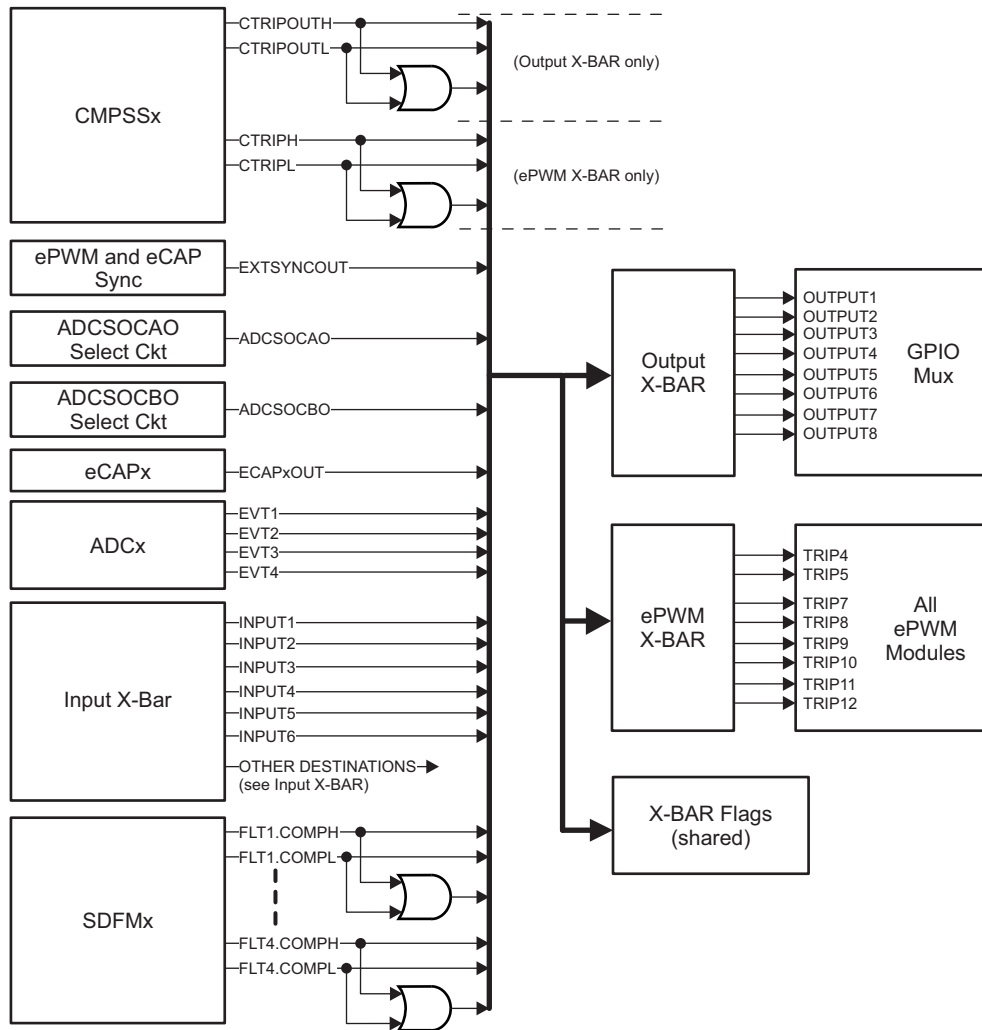 CMPSSx
CTRIPOUTH
CTRIPOUTL
(Output X-BAR only)
CTRIPH
CTRIPL
(ePWM X-BAR only)
ePWM and eCAP
Sync
EXTSYNCOUT
ADCSOCAO
Select Ckt
ADCSOCAO
ADCSOCBO
Select Ckt
ADCSOCBO
eCAPx
ECAPxOUT
ADCx
EVT1
EVT2
EVT3
EVT4
Input X-Bar
INPUT1
INPUT2
INPUT3
INPUT4
INPUT5
INPUT6
OTHER DESTINATIONS
(see Input X-BAR)
SDFMx
FLT1.COMPH
FLT1.COMPL
FLT4.COMPH
FLT4.COMPL
Output
X-BAR
OUTPUT1
OUTPUT2
OUTPUT3
OUTPUT4
OUTPUT5
OUTPUT6
OUTPUT7
OUTPUT8
GPIO
Mux
ePWM
X-BAR
TRIP4
TRIP5
TRIP7
TRIP8
TRIP9
TRIP10
TRIP11
TRIP12
All
ePWM
Modules
X-BAR Flags
(shared)